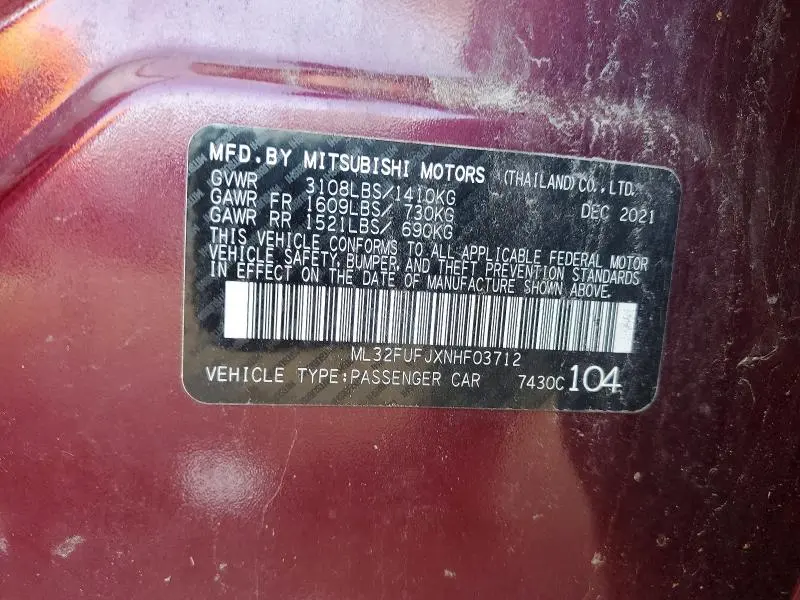 MFD.BY MITSUBISHI MOTORS (THAILAND)CO.,LTD.
GVWR 3108LBS/1410KG DEC 2021
GAWR FR 1609LBS/ 730KG
GAWR RR 1521LBS/ 690KG
THIS VEHICLE CONFORMS TO ALL APPLICABLE FEDERAL MOTOR
VEHICLE SAFETY, BUMPER, AND THEFT PREVENTION STANDARDS
IN EFFECT ON THE DATE OF MANUFACTURE SHOWN ABOVE.
ML32FUFJXNHF03712
VEHICLE TYPE:PASSENGER CAR 7430C 104